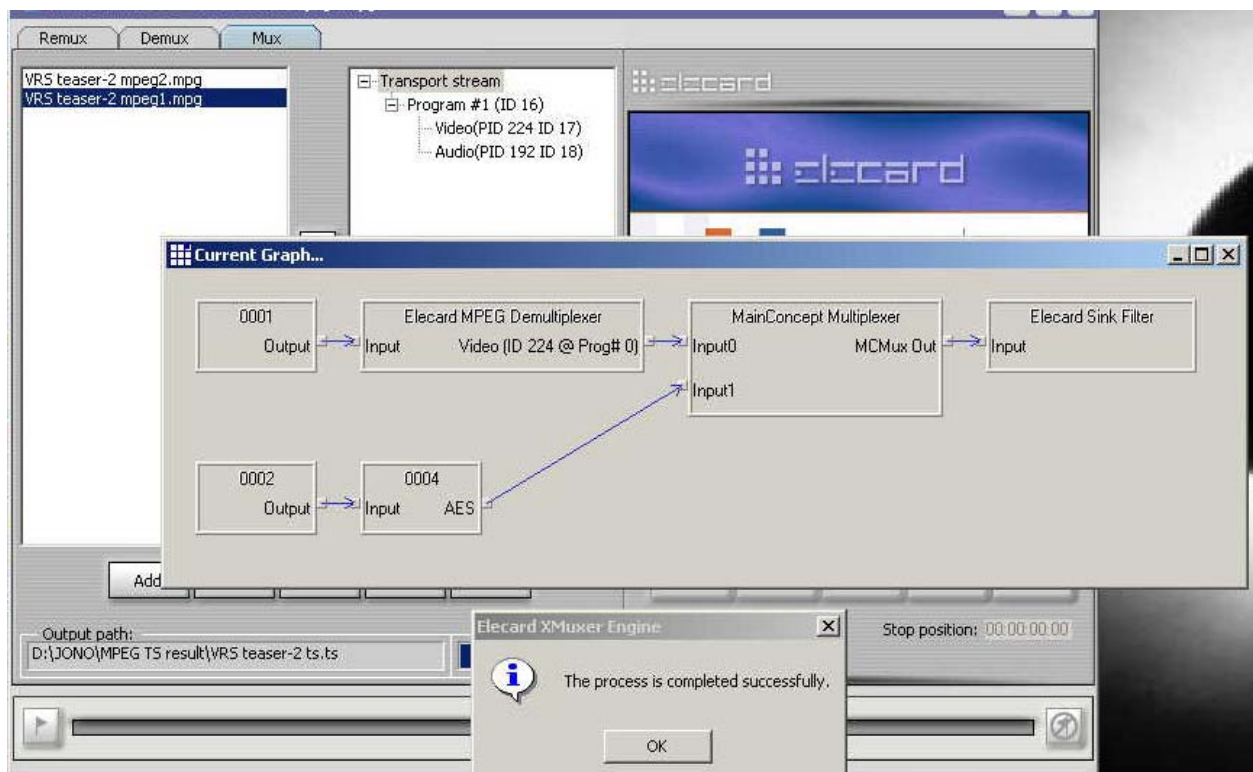 Remux Demux Mux
VRS teaser-2 mpeg2.mpg
VRS teaser-2 mpeg1.mpg
Transport stream
Program #1 (ID 16)
Video(PID 224 ID 17)
Audio(PID 192 ID 18)
elecard
elecard
Current Graph...
0001
Output
Elecard MPEG Demultiplexer
Input Video (ID 224 @ Prog# 0)
MainConcept Multiplexer
Input0 MCMux Out
Input1
Elecard Sink Filter
Input
0002
Output
0004
Input AES
Add
Output path:
D:\JONO\MPEG TS result\VRS teaser-2 ts.ts
Stop position: 00:00:00.00
Elecard XMuxer Engine
The process is completed successfully.
OK